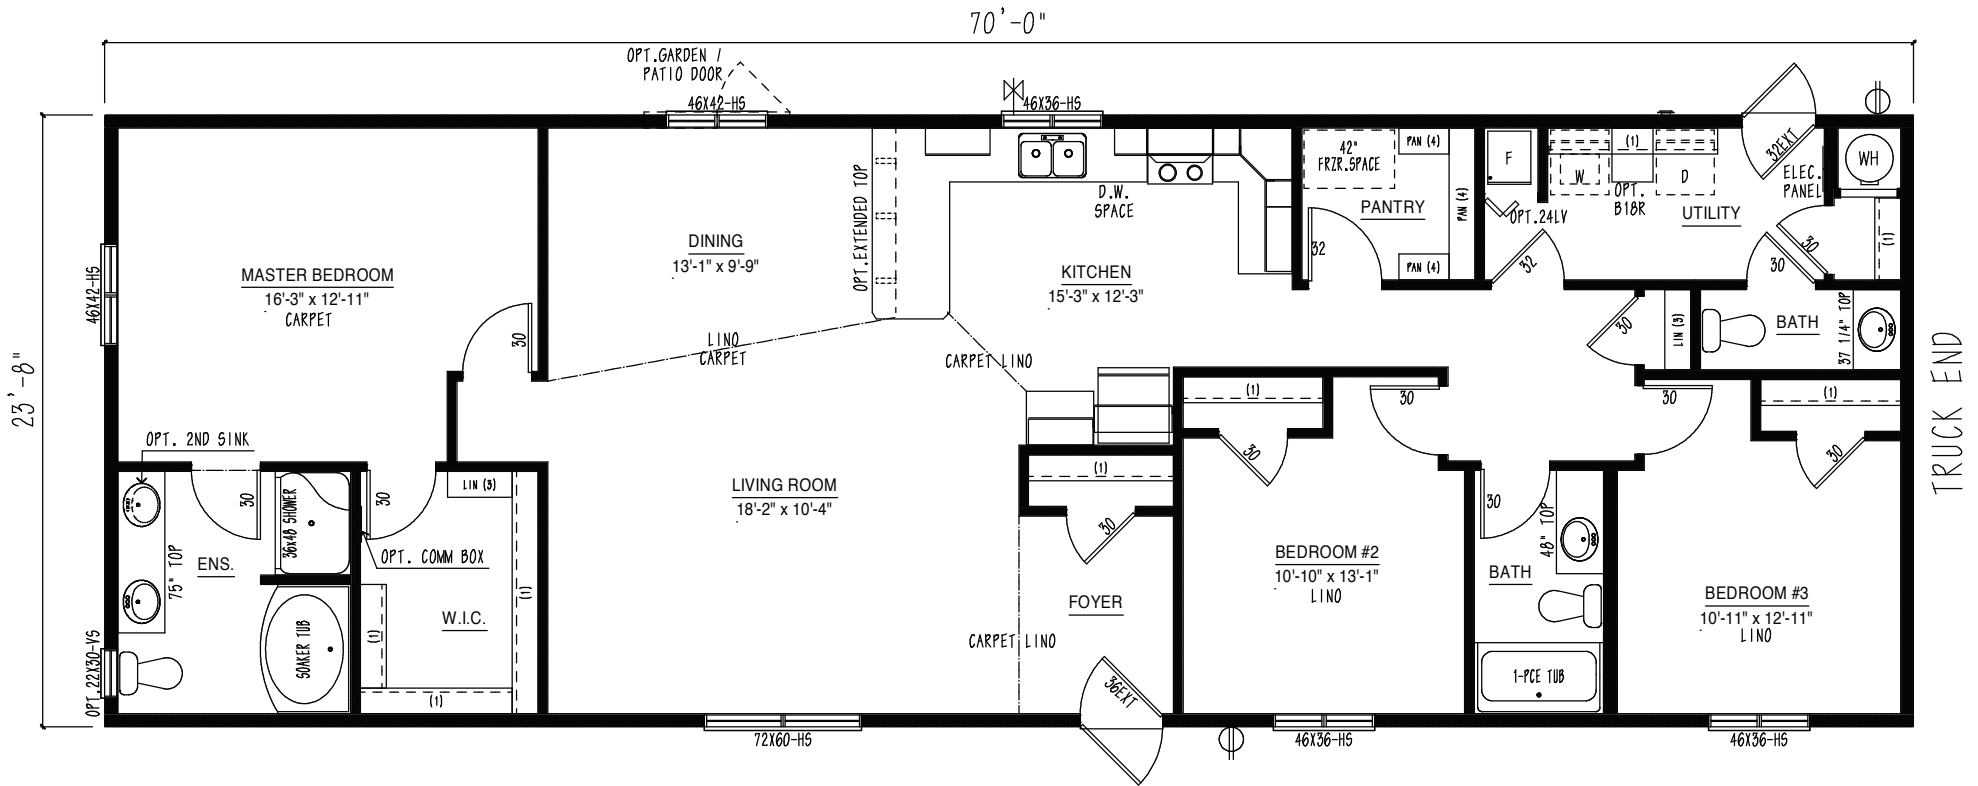 70'-0"
OPT.GARDEN /
PATIO DOOR
46X42-HS
46X36-HS
23'-8"
MASTER BEDROOM
16'-3" x 12'-11"
CARPET
46X42-HS
30
DINING
13'-1" x 9'-9"
OPT.EXTENDED TOP
LINO
CARPET
D.W.
SPACE
KITCHEN
15'-3" x 12'-3"
CARPET LINO
42"
FRZR.SPACE
PAN (4)
PAN (4)
PAN (4)
PANTRY
32
F
OPT.24LV
32
W
(1)
OPT.
B18R
D
UTILITY
32EXT
ELEC.
PANEL
WH
30
(1)
30
30
LIN (3)
BATH
37 1/4" TOP
TRUCK END
OPT. 2ND SINK
30
36X48 SHOWER
75" TOP
ENS.
SOAKER TUB
OPT.22X30-VS
30
LIN (3)
OPT. COMM BOX
W.I.C.
(1)
(1)
(1)
LIVING ROOM
18'-2" x 10'-4"
72X60-HS
(1)
30
FOYER
CARPET LINO
36EXT
(1)
30
30
BEDROOM #2
10'-10" x 13'-1"
LINO
46X36-HS
30
48" TOP
BATH
1-PCE TUB
30
(1)
30
BEDROOM #3
10'-11" x 12'-11"
LINO
46X36-HS